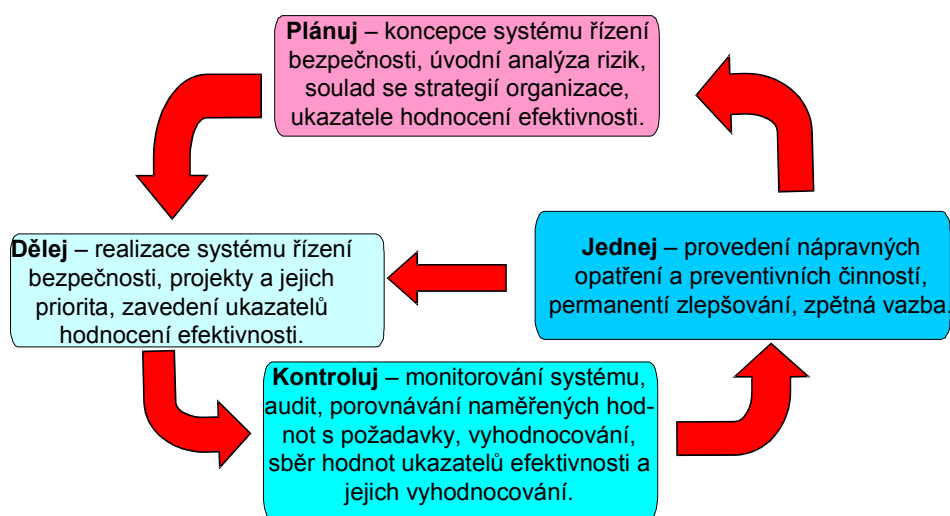 Plánuj – koncepce systému řízení
bezpečnosti, úvodní analýza rizik,
soulad se strategií organizace,
ukazatele hodnocení efektivnosti.
Dělej – realizace systému řízení
bezpečnosti, projekty a jejich
priorita, zavedení ukazatelů
hodnocení efektivnosti.
Jednej – provedení nápravných
opatření a preventivních činností,
permanentí zlepšování, zpětná vazba.
Kontroluj – monitorování systému,
audit, porovnávání naměřených hod-
not s požadavky, vyhodnocování,
sběr hodnot ukazatelů efektivnosti a
jejich vyhodnocování.